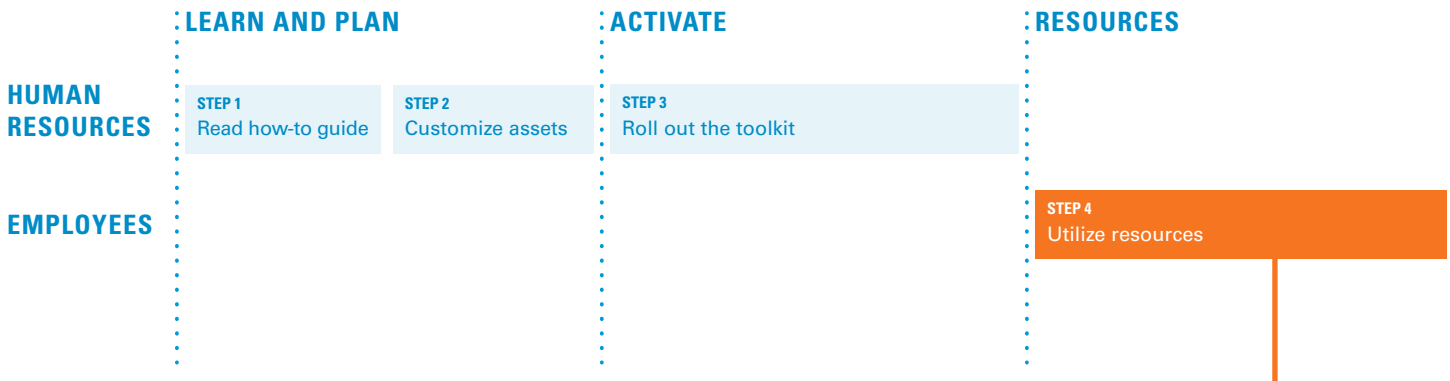 LEARN AND PLAN
ACTIVATE
RESOURCES
HUMAN
RESOURCES
STEP 1
Read how-to guide
STEP 2
Customize assets
STEP 3
Roll out the toolkit
EMPLOYEES
STEP 4
Utilize resources